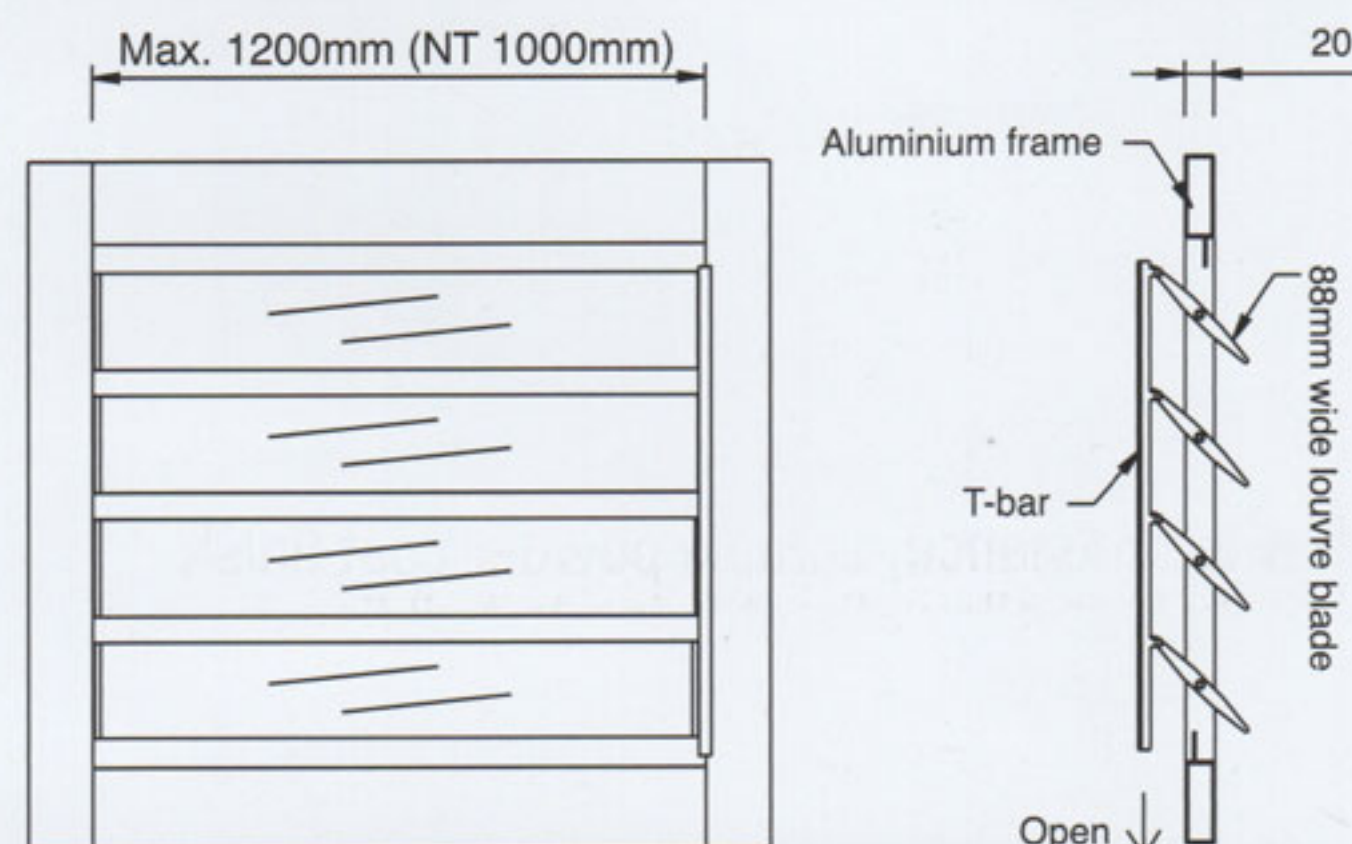 Max. 1200mm (NT 1000mm)
20
Aluminium frame
88mm wide louvre blade
T-bar
Open